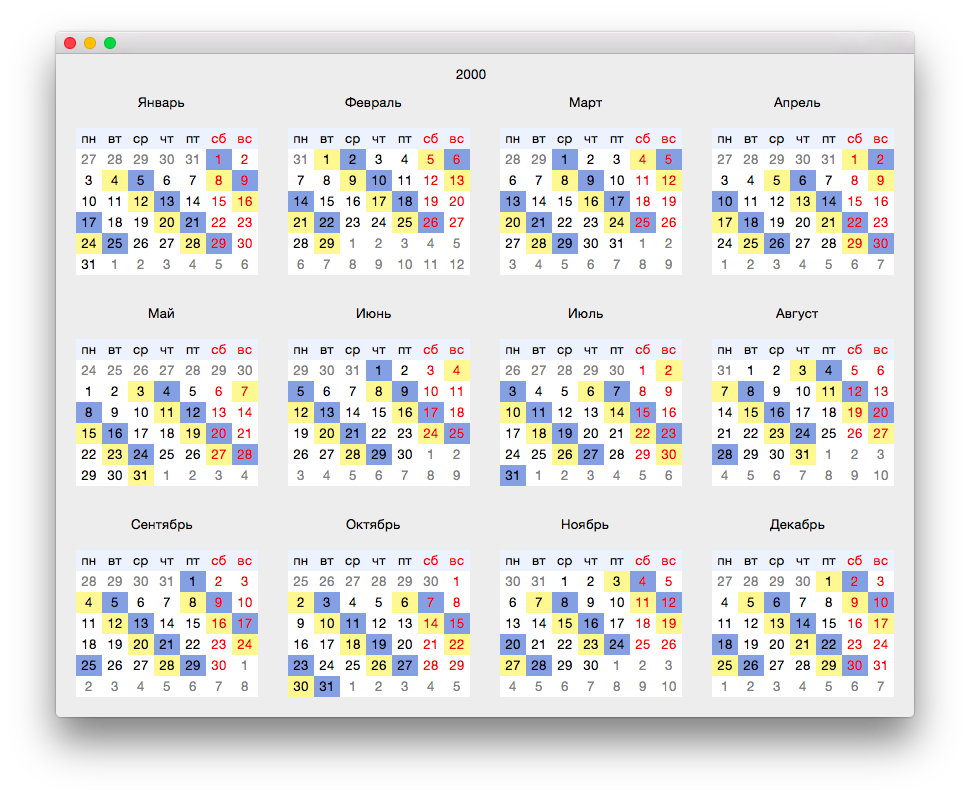 2000
Январь Февраль Март Апрель
пн вт ср чт пт сб вс пн вт ср чт пт сб вс пн вт ср чт пт сб вс пн вт ср чт пт сб вс
27 28 29 30 31 1 2 31 1 2 3 4 5 6 28 29 1 2 3 4 5 27 28 29 30 31 1 2
3 4 5 6 7 8 9 7 8 9 10 11 12 13 6 7 8 9 10 11 12 3 4 5 6 7 8 9
10 11 12 13 14 15 16 14 15 16 17 18 19 20 13 14 15 16 17 18 19 10 11 12 13 14 15 16
17 18 19 20 21 22 23 21 22 23 24 25 26 27 20 21 22 23 24 25 26 17 18 19 20 21 22 23
24 25 26 27 28 29 30 28 29 1 2 3 4 5 27 28 29 30 31 1 2 24 25 26 27 28 29 30
31 1 2 3 4 5 6 6 7 8 9 10 11 12 3 4 5 6 7 8 9 1 2 3 4 5 6 7
Май Июнь Июль Август
пн вт ср чт пт сб вс пн вт ср чт пт сб вс пн вт ср чт пт сб вс пн вт ср чт пт сб вс
24 25 26 27 28 29 30 29 30 31 1 2 3 4 26 27 28 29 30 1 2 31 1 2 3 4 5 6
1 2 3 4 5 6 7 5 6 7 8 9 10 11 3 4 5 6 7 8 9 7 8 9 10 11 12 13
8 9 10 11 12 13 14 12 13 14 15 16 17 18 10 11 12 13 14 15 16 14 15 16 17 18 19 20
15 16 17 18 19 20 21 19 20 21 22 23 24 25 17 18 19 20 21 22 23 21 22 23 24 25 26 27
22 23 24 25 26 27 28 26 27 28 29 30 1 2 24 25 26 27 28 29 30 28 29 30 31 1 2 3
29 30 31 1 2 3 4 3 4 5 6 7 8 9 31 1 2 3 4 5 6 4 5 6 7 8 9 10
Сентябрь Октябрь Ноябрь Декабрь
пн вт ср чт пт сб вс пн вт ср чт пт сб вс пн вт ср чт пт сб вс пн вт ср чт пт сб вс
28 29 30 31 1 2 3 25 26 27 28 29 30 1 30 31 1 2 3 4 5 27 28 29 30 1 2 3
4 5 6 7 8 9 10 2 3 4 5 6 7 8 6 7 8 9 10 11 12 4 5 6 7 8 9 10
11 12 13 14 15 16 17 9 10 11 12 13 14 15 13 14 15 16 17 18 19 11 12 13 14 15 16 17
18 19 20 21 22 23 24 16 17 18 19 20 21 22 20 21 22 23 24 25 26 18 19 20 21 22 23 24
25 26 27 28 29 30 1 23 24 25 26 27 28 29 27 28 29 30 1 2 3 25 26 27 28 29 30 31
2 3 4 5 6 7 8 30 31 1 2 3 4 5 4 5 6 7 8 9 10 1 2 3 4 5 6 7